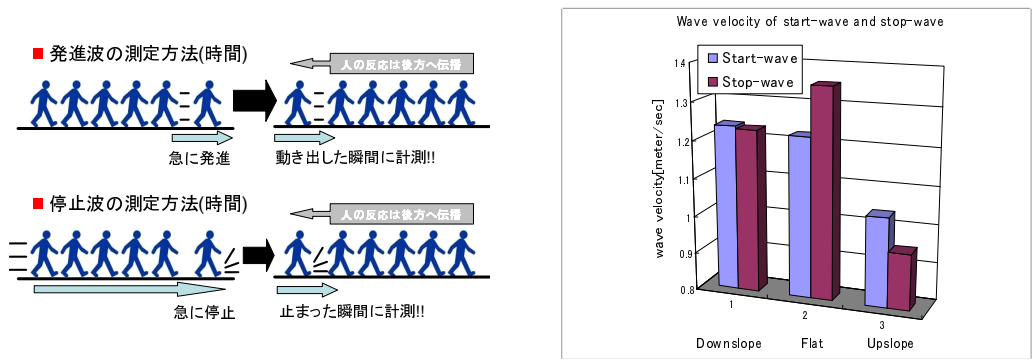 ■ 発進波の測定方法(時間)
人の反応は後方へ伝播
急に発進
動き出した瞬間に計測!!
■ 停止波の測定方法(時間)
人の反応は後方へ伝播
急に停止
止まった瞬間に計測!!
Wave velocity of start-wave and stop-wave
Start-wave
Stop-wave
wave velocity[meter/sec]
1.4
1.3
1.2
1.1
1
0.9
0.8
1
2
3
Downslope
Flat
Upslope